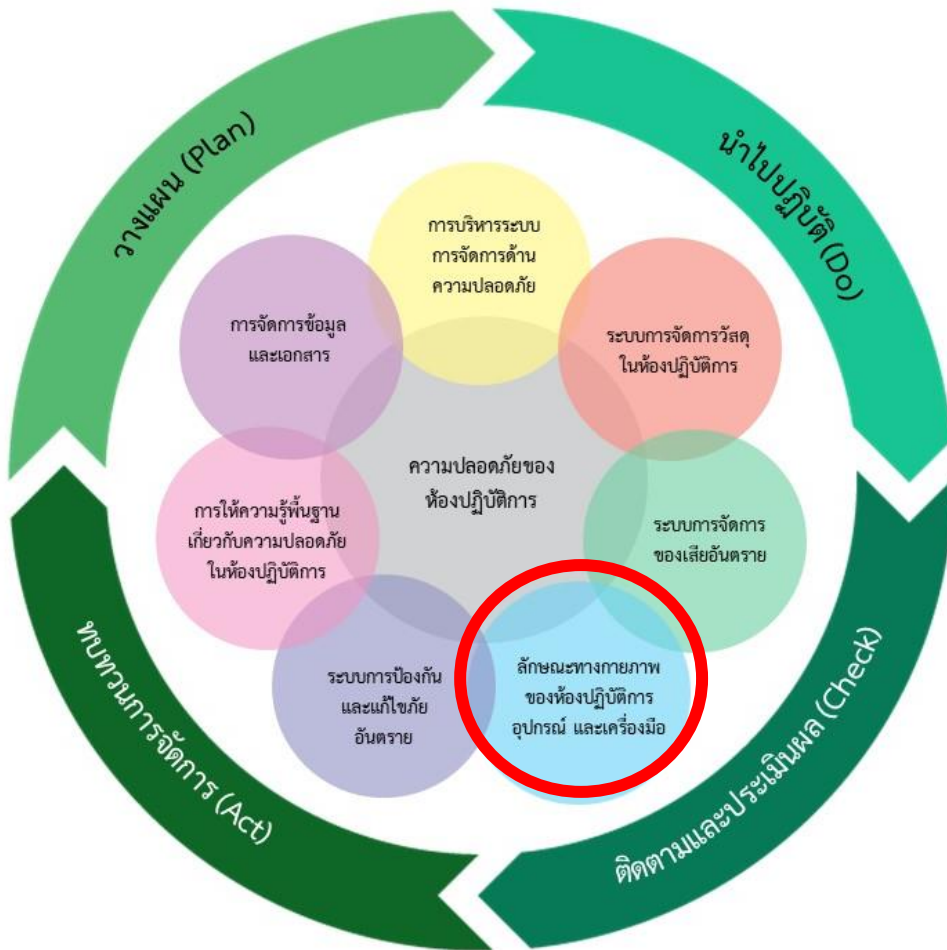 วางแผน (Plan)
นำไปปฏิบัติ (Do)
ติดตามและประเมินผล (Check)
ทบทวนการจัดการ (Act)
การบริหารระบบ
การจัดการด้าน
ความปลอดภัย
ระบบการจัดการวัสดุ
ในห้องปฏิบัติการ
ระบบการจัดการ
ของเสียอันตราย
ลักษณะทางกายภาพ
ของห้องปฏิบัติการ
อุปกรณ์ และเครื่องมือ
ระบบการป้องกัน
และแก้ไขภัย
อันตราย
การให้ความรู้พื้นฐาน
เกี่ยวกับความปลอดภัย
ในห้องปฏิบัติการ
การจัดการข้อมูล
และเอกสาร
ความปลอดภัยของ
ห้องปฏิบัติการ